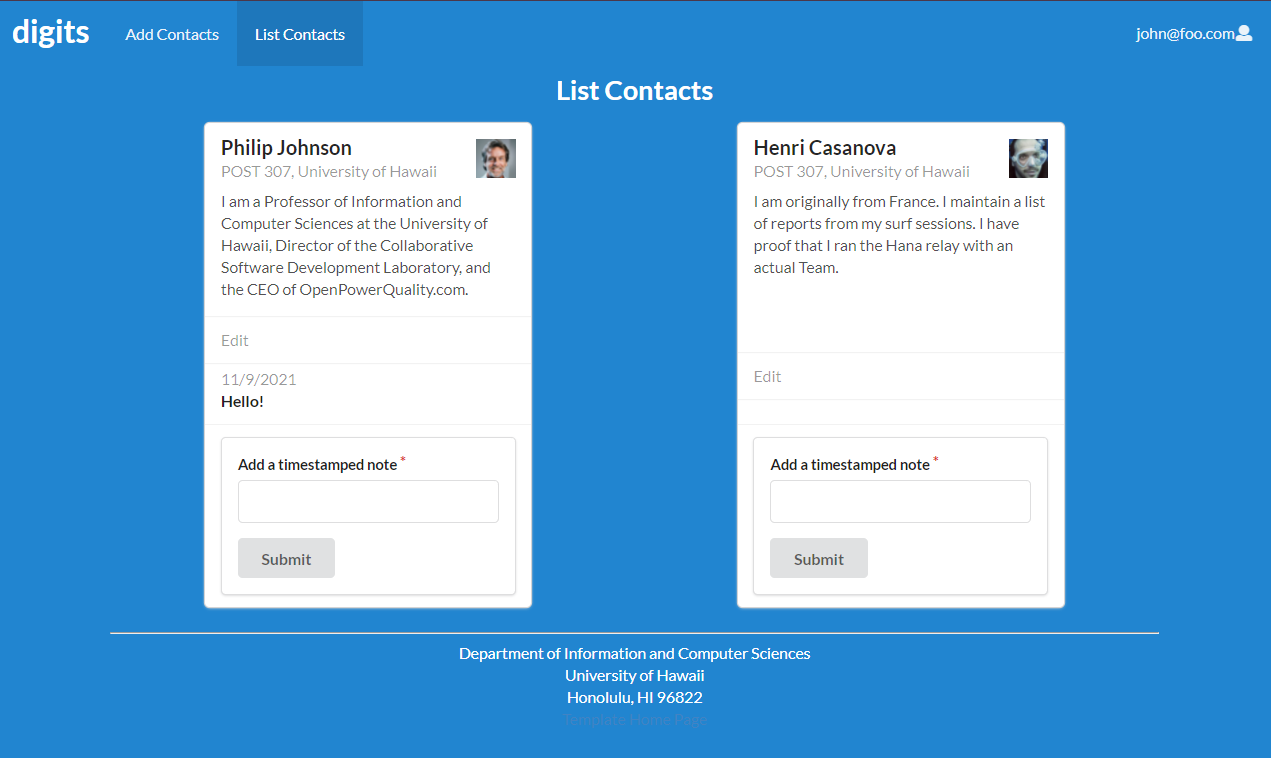 digits
Add Contacts
List Contacts
john@foo.com
List Contacts
Philip Johnson
POST 307, University of Hawaii
I am a Professor of Information and
Computer Sciences at the University of
Hawaii, Director of the Collaborative
Software Development Laboratory, and
the CEO of OpenPowerQuality.com.
Edit
11/9/2021
Hello!
Add a timestamped note *
Submit
Henri Casanova
POST 307, University of Hawaii
I am originally from France. I maintain a list
of reports from my surf sessions. I have
proof that I ran the Hana relay with an
actual Team.
Edit
Add a timestamped note *
Submit
Department of Information and Computer Sciences
University of Hawaii
Honolulu, HI 96822
Template Home Page